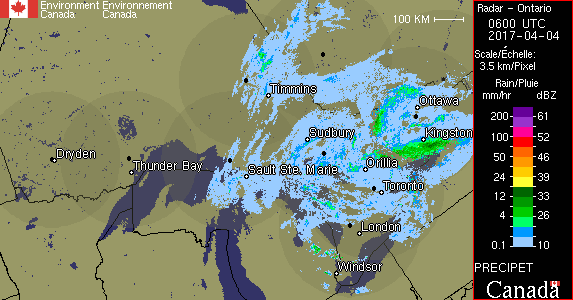 Environment Environnement
Canada Canada
100 KM
Timmins
Ottawa
Sudbury
Kingston
Dryden
Thunder Bay
Sault Ste. Marie
Orillia
Toronto
London
Windsor
Radar - Ontario
0600 UTC
2017-04-04
Scale/Échelle:
3.5 km/Pixel
Rain/Pluie
mm/hr dBZ
200 61
100 52
50 46
24 39
12 33
4 26
0.1 10
PRECIPET
Canada